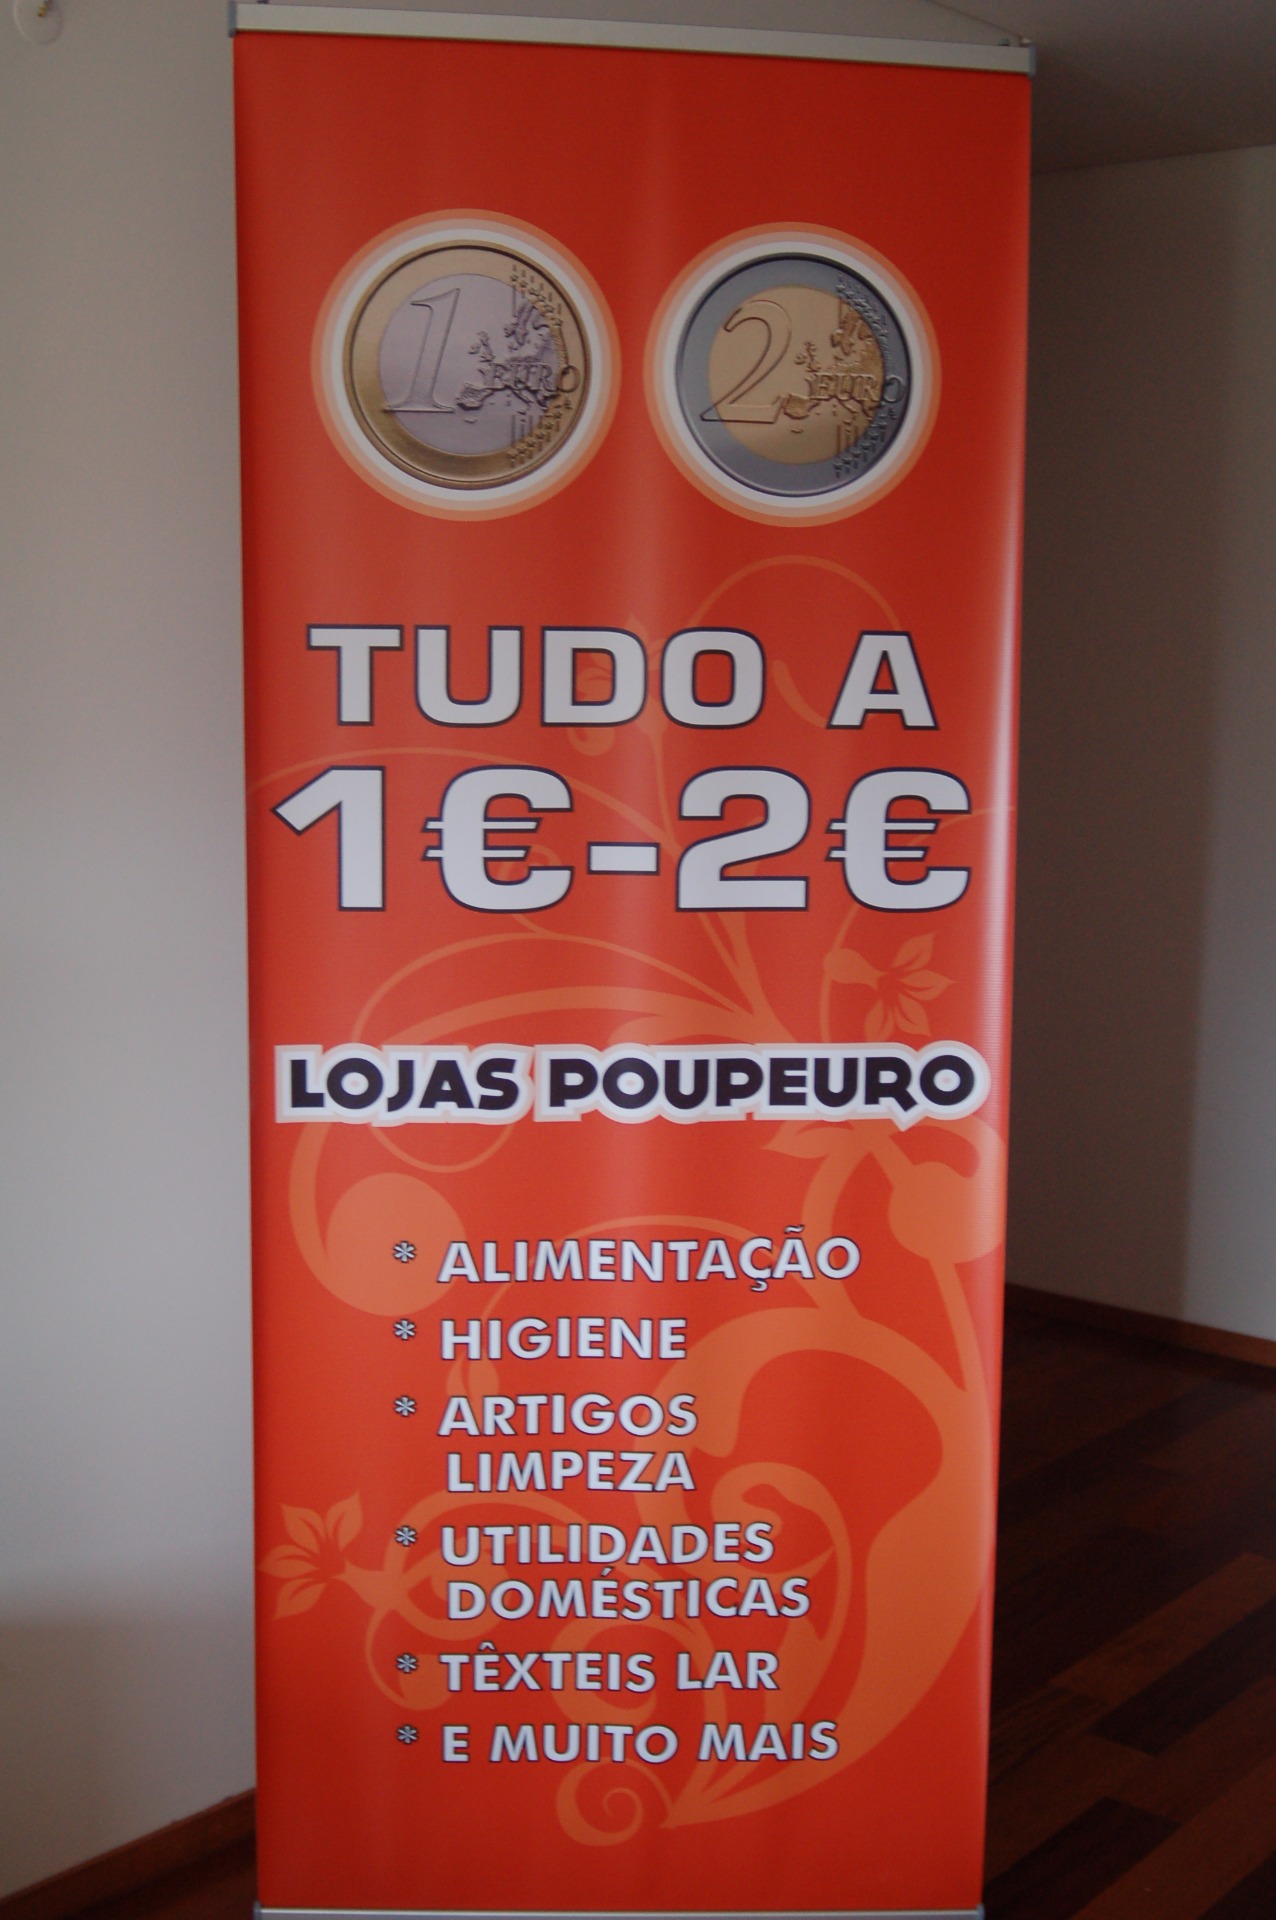 1 EURO
2 EURO
TUDO A
1€-2€
LOJAS POUPEURO
* ALIMENTAÇÃO
* HIGIENE
* ARTIGOS
LIMPEZA
* UTILIDADES
DOMÉSTICAS
* TÊXTEIS LAR
* E MUITO MAIS